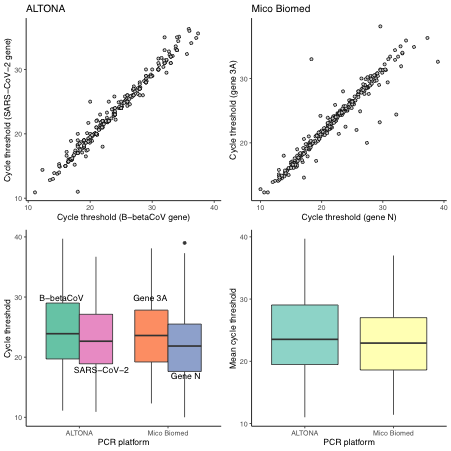 ALTONA
Cycle threshold (SARS−CoV−2 gene)
30
20
10
10
20
30
40
Cycle threshold (B−betaCoV gene)
Mico Biomed
Cycle threshold (gene 3A)
30
20
10
20
30
40
Cycle threshold (gene N)
Cycle threshold
40
30
20
10
B−betaCoV
SARS−CoV−2
Gene 3A
Gene N
ALTONA
Mico Biomed
PCR platform
Mean cycle threshold
40
30
20
10
ALTONA
Mico Biomed
PCR platform